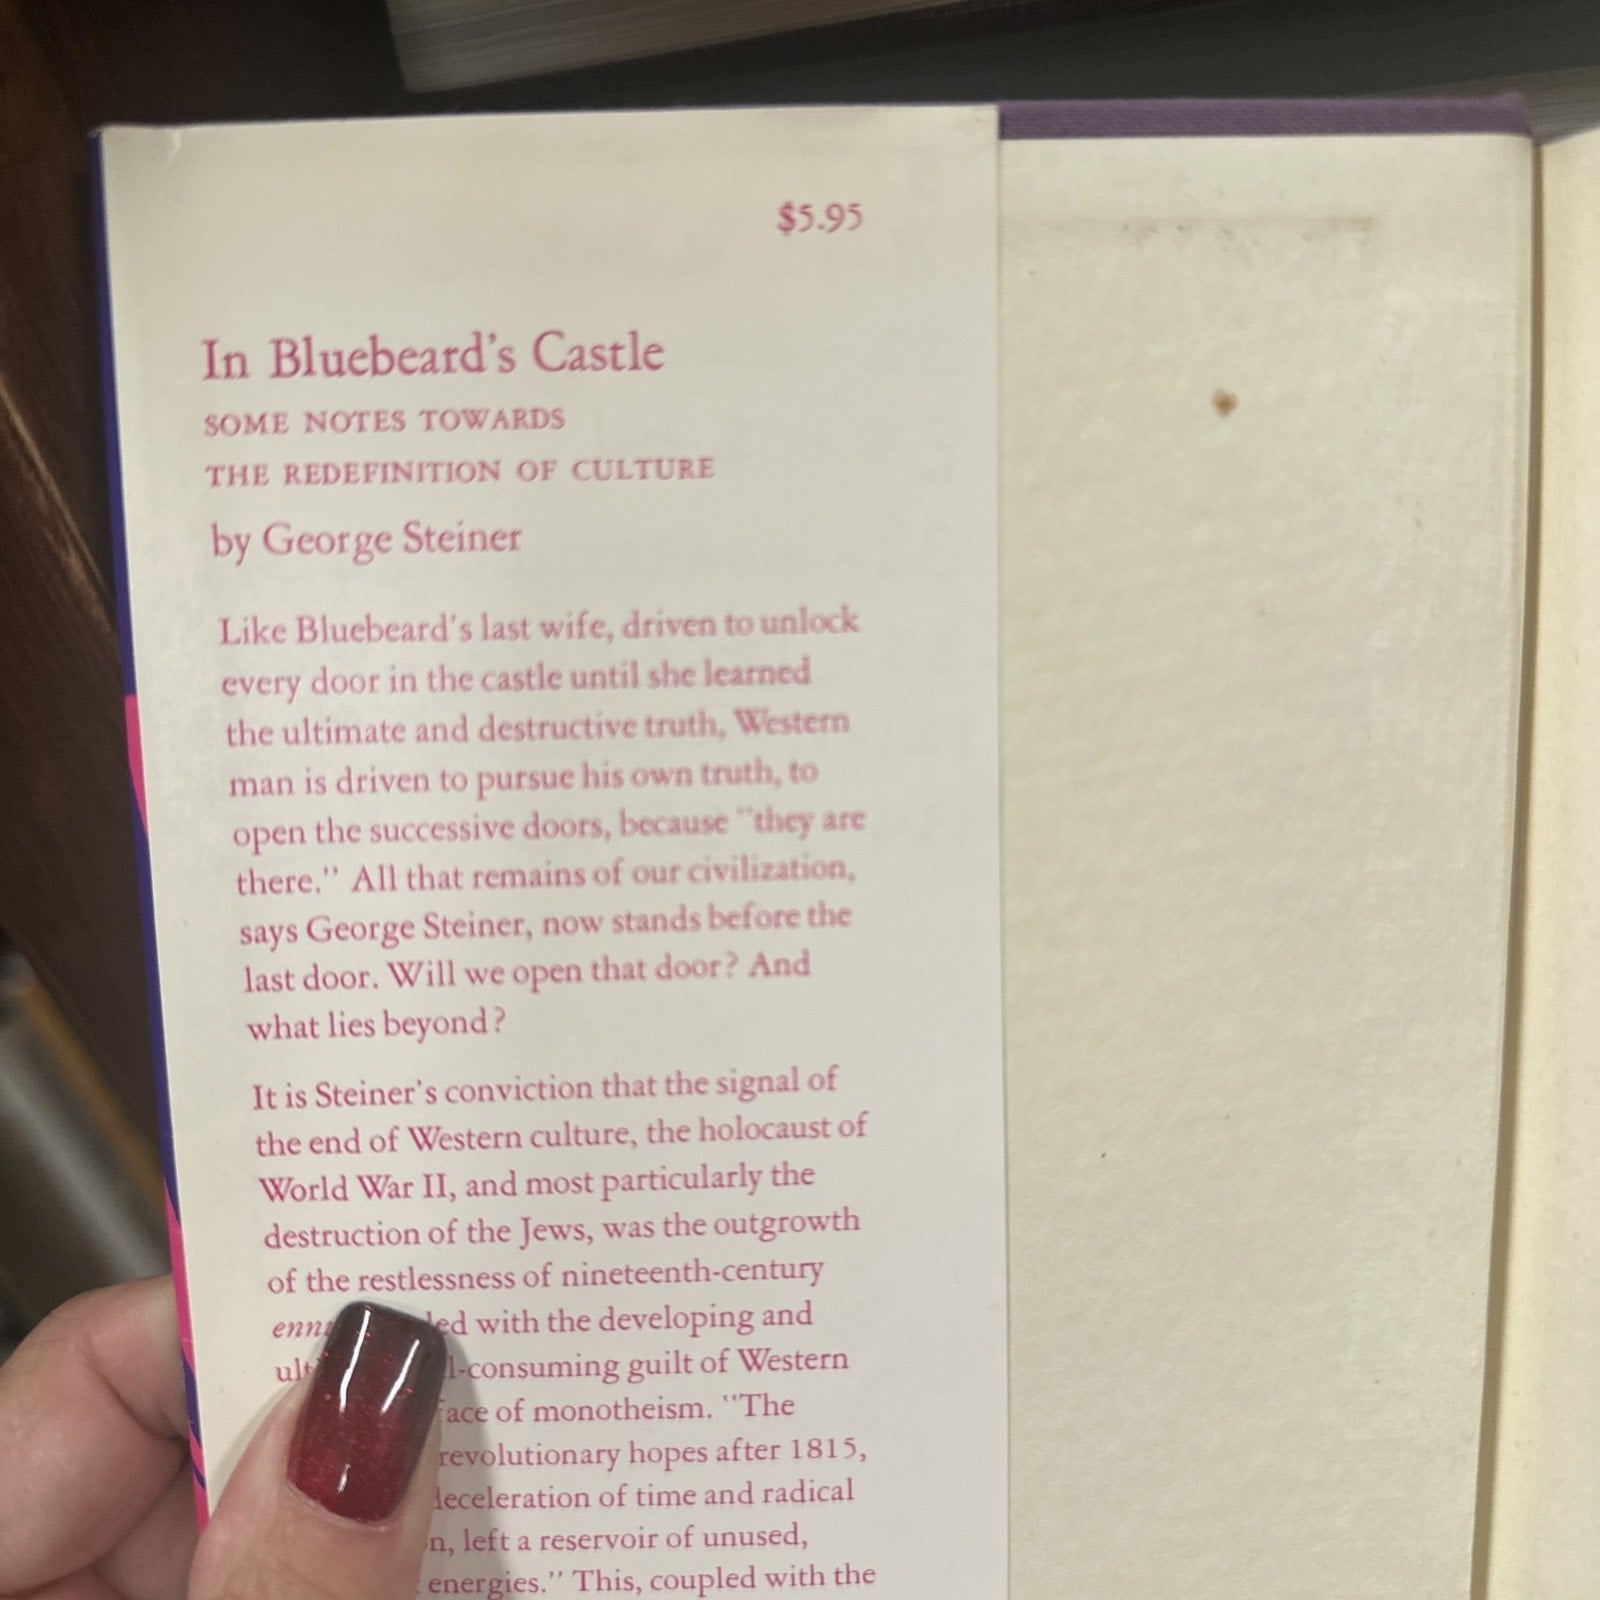 $5.95
In Bluebeard's Castle
SOME NOTES TOWARDS
THE REDEFINITION OF CULTURE
by George Steiner
Like Bluebeard's last wife, driven to unlock
every door in the castle until she learned
the ultimate and destructive truth, Western
man is driven to pursue his own truth, to
open the successive doors, because "they are
there." All that remains of our civilization,
says George Steiner, now stands before the
last door. Will we open that door? And
what lies beyond?
It is Steiner's conviction that the signal of
the end of Western culture, the holocaust of
World War II, and most particularly the
destruction of the Jews, was the outgrowth
of the restlessness of nineteenth-century
with the developing and
guilt of Western
of monotheism. "The
revolutionary hopes after 1815,
of time and radical
left a reservoir of unused,
energies." This, coupled with the